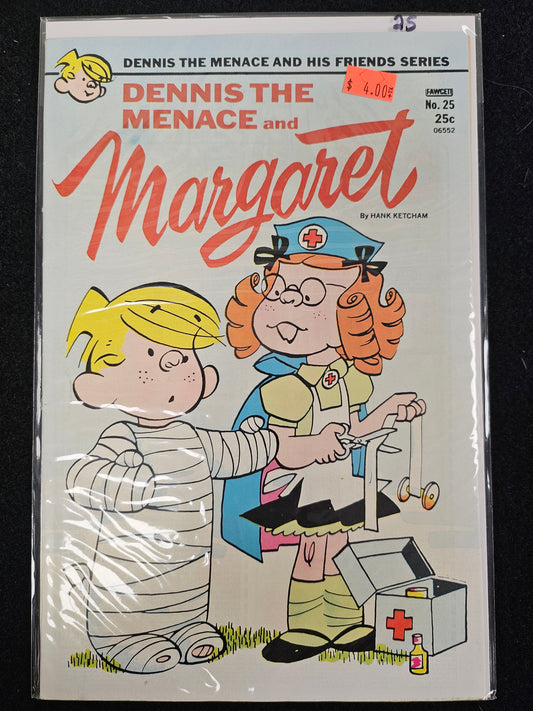 25
DENNIS THE MENACE AND HIS FRIENDS SERIES
$ 4.00
DENNIS THE
MENACE and
Margaret
FAWCETT
No. 25
25c
06552
By HANK KETCHAM